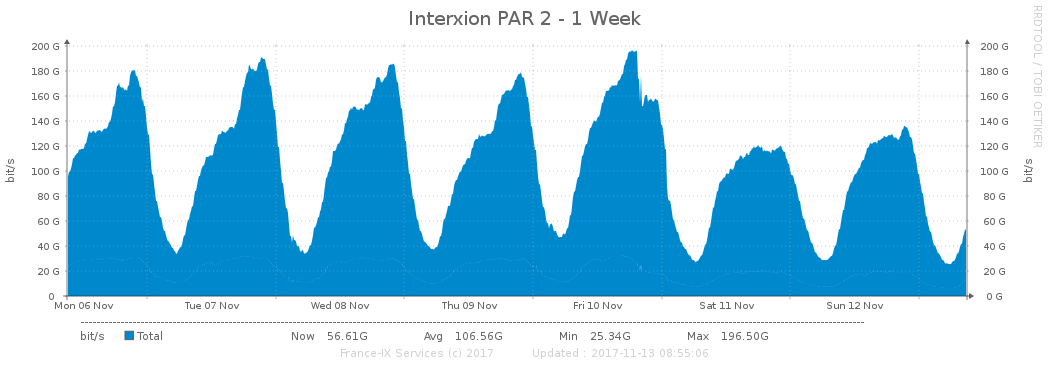 Interxion PAR 2 - 1 Week
RRDTOOL / TOBI OETIKER
bit/s
200 G 200 G
180 G 180 G
160 G 160 G
140 G 140 G
120 G 120 G
100 G 100 G
80 G 80 G
60 G 60 G
40 G 40 G
20 G 20 G
0 0 G
bit/s
Mon 06 Nov Tue 07 Nov Wed 08 Nov Thu 09 Nov Fri 10 Nov Sat 11 Nov Sun 12 Nov
bit/s Total Now 56.61G Avg 106.56G Min 25.34G Max 196.50G
France-IX Services (c) 2017 Updated : 2017-11-13 08:55:06